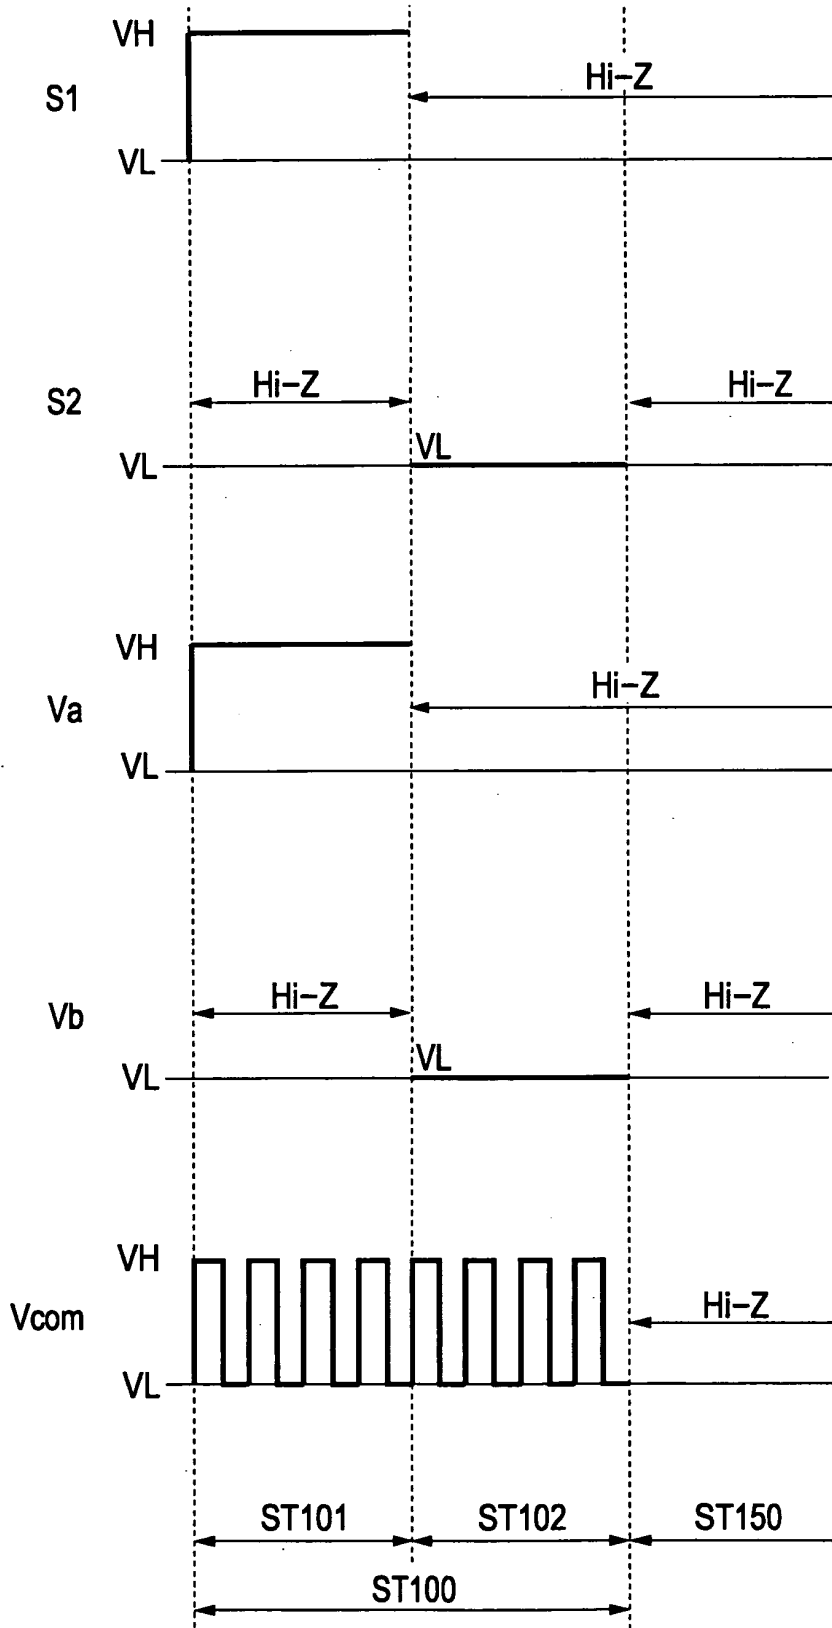 VH
Hi-Z
S1
VL
Hi-Z
Hi-Z
S2
VL
VL
VH
Hi-Z
Va
VL
Hi-Z
Hi-Z
Vb
VL
VL
VH
Hi-Z
Vcom
VL
ST101
ST102
ST150
ST100